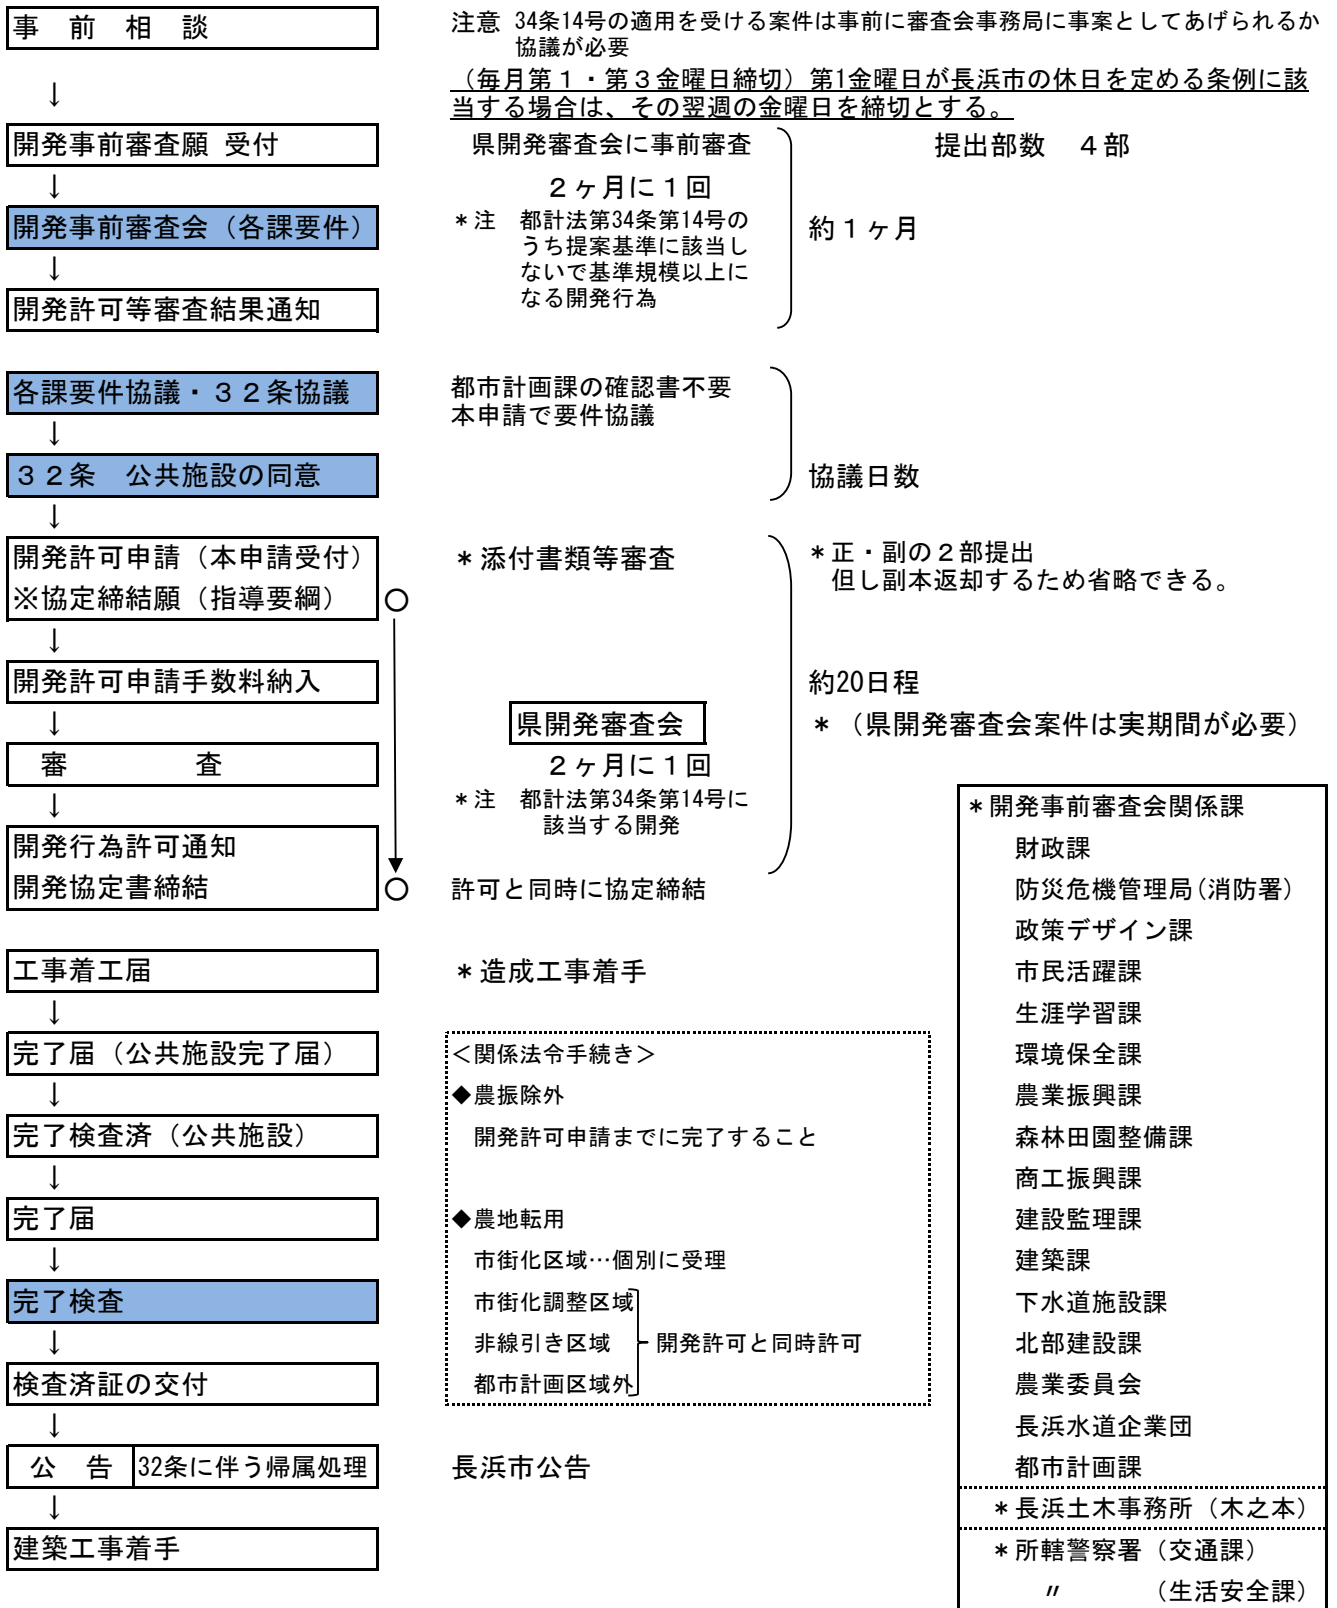 事　前　相　談
注意 34条14号の適用を受ける案件は事前に審査会事務局に事案としてあげられるか
協議が必要
（毎月第１・第３金曜日締切）第1金曜日が長浜市の休日を定める条例に該
当する場合は、その翌週の金曜日を締切とする。
↓
開発事前審査願 受付
県開発審査会に事前審査
提出部数　４部
↓
２ヶ月に１回
開発事前審査会（各課要件）
＊注　都計法第34条第14号の
うち提案基準に該当し
ないで基準規模以上に
なる開発行為
約１ヶ月
↓
開発許可等審査結果通知
各課要件協議・３２条協議
都市計画課の確認書不要
本申請で要件協議
↓
３２条　公共施設の同意
協議日数
↓
開発許可申請（本申請受付）
※協定締結願（指導要綱）
○
＊添付書類等審査
＊正・副の２部提出
但し副本返却するため省略できる。
↓
開発許可申請手数料納入
約20日程
↓
県開発審査会
＊（県開発審査会案件は実期間が必要）
審　　　　査
２ヶ月に１回
↓
＊注　都計法第34条第14号に
該当する開発
開発行為許可通知
開発協定書締結
○
許可と同時に協定締結
工事着工届
＊造成工事着手
↓
完了届（公共施設完了届）
↓
完了検査済（公共施設）
↓
完了届
↓
完了検査
↓
検査済証の交付
↓
公　告
32条に伴う帰属処理
長浜市公告
↓
建築工事着手
＜関係法令手続き＞
◆農振除外
開発許可申請までに完了すること
◆農地転用
市街化区域…個別に受理
市街化調整区域
非線引き区域
開発許可と同時許可
都市計画区域外
＊開発事前審査会関係課
財政課
防災危機管理局(消防署)
政策デザイン課
市民活躍課
生涯学習課
環境保全課
農業振興課
森林田園整備課
商工振興課
建設監理課
建築課
下水道施設課
北部建設課
農業委員会
長浜水道企業団
都市計画課
＊長浜土木事務所（木之本）
＊所轄警察署（交通課）
〃　　　（生活安全課）